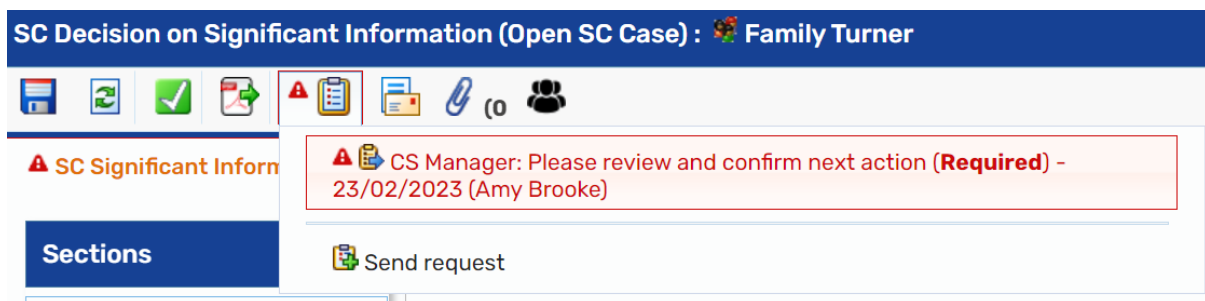 SC Decision on Significant Information (Open SC Case) : Family Turner
(0
SC Significant Inform
CS Manager: Please review and confirm next action (Required) -
23/02/2023 (Amy Brooke)
Sections
Send request